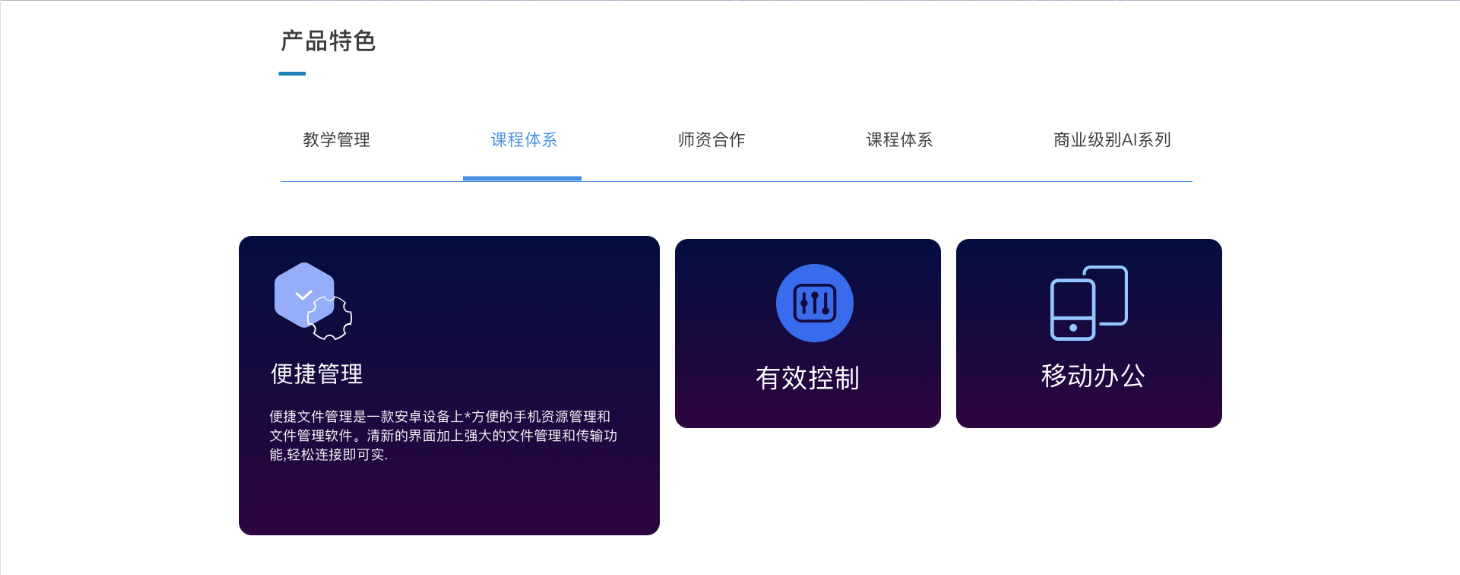 产品特色
教学管理
课程体系
师资合作
课程体系
商业级别AI系列
便捷管理
便捷文件管理是一款安卓设备上*方便的手机资源管理和
文件管理软件。清新的界面加上强大的文件管理和传输功
能,轻松连接即可实.
有效控制
移动办公